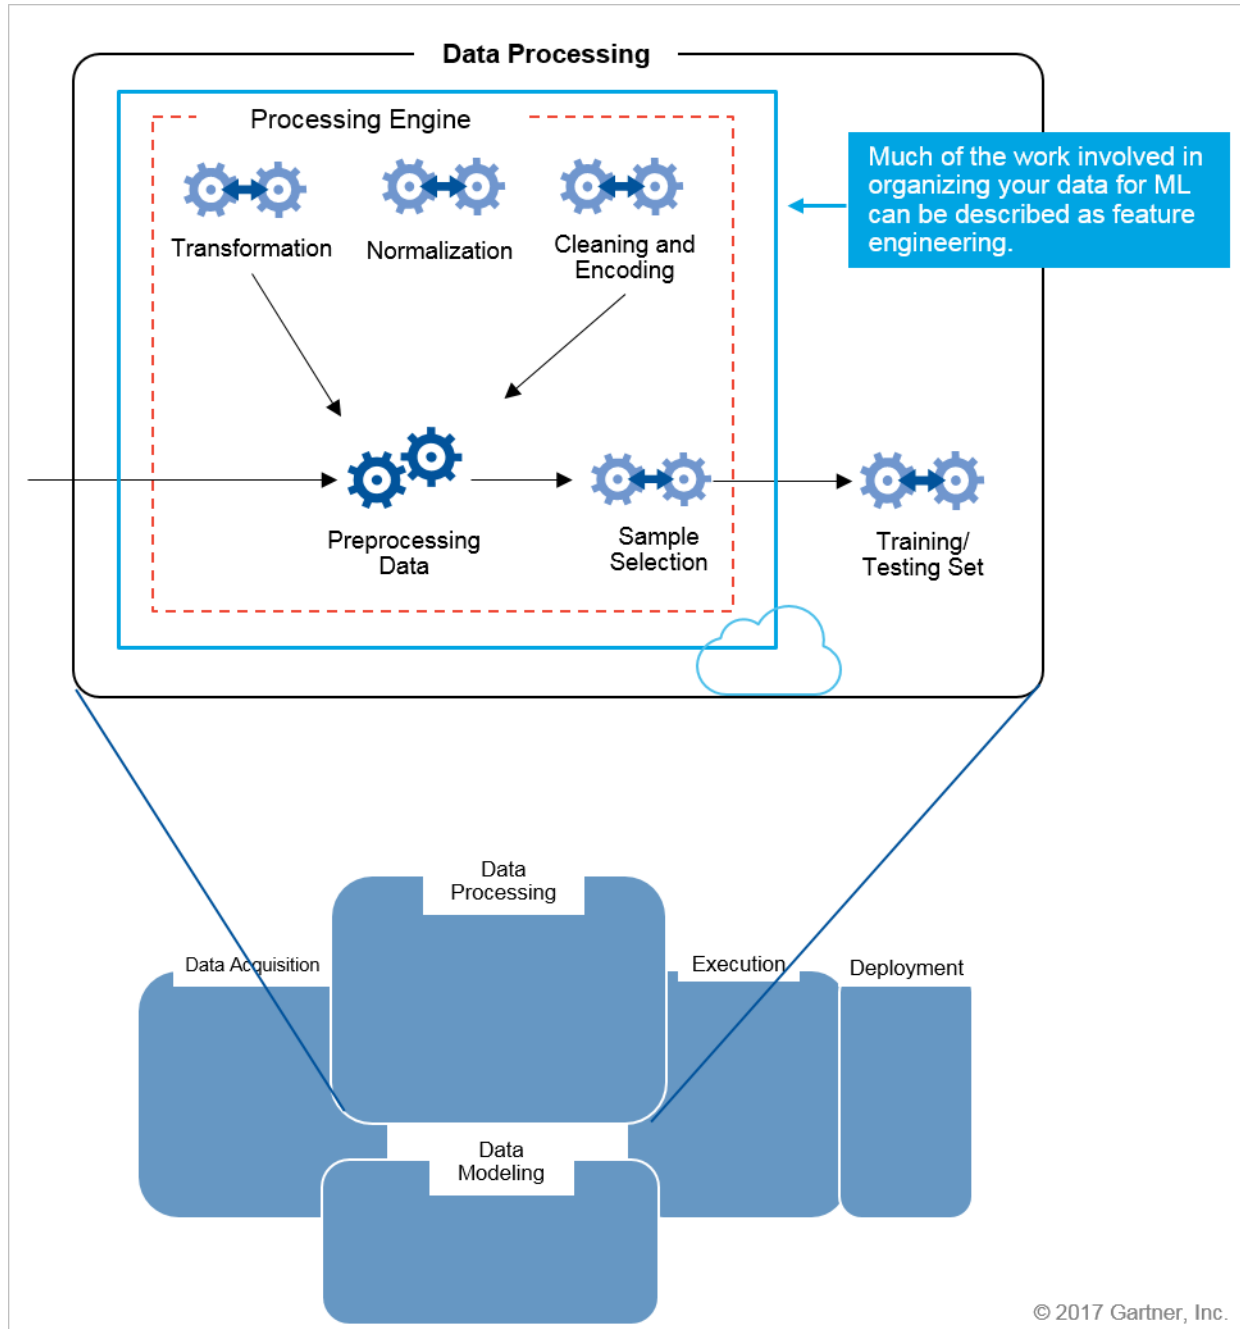 Data Processing
Processing Engine
Transformation
Normalization
Cleaning and
Encoding
Much of the work involved in
organizing your data for ML
can be described as feature
engineering.
Preprocessing
Data
Sample
Selection
Training/
Testing Set
Data
Processing
Data Acquisition
Execution
Deployment
Data
Modeling
© 2017 Gartner, Inc.